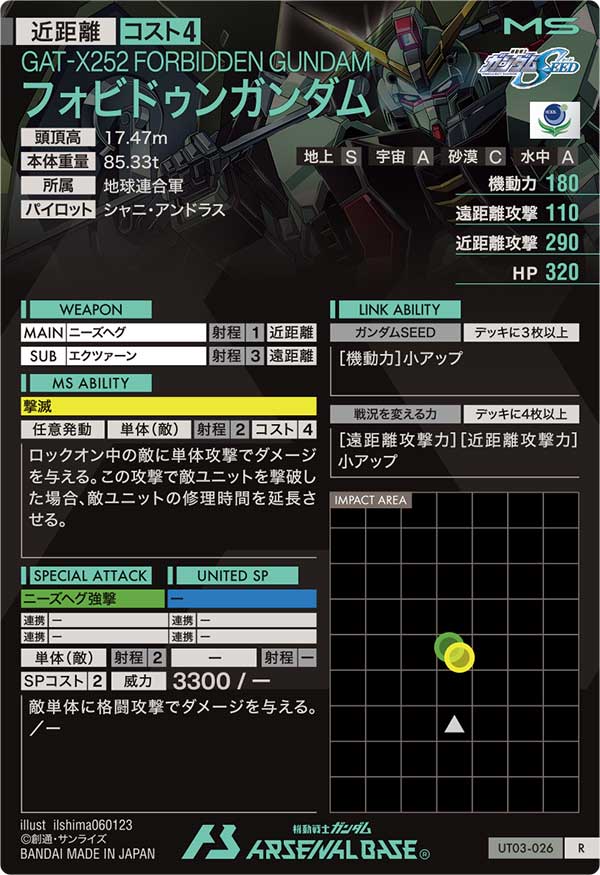 近距離 コスト4 MS
GAT-X252 FORBIDDEN GUNDAM
フォビドゥンガンダム
機動戦士ガンダムSEED
頭頂高 17.47m
本体重量 85.33t
所属 地球連合軍
パイロット シャニ・アンドラス
地上 S 宇宙 A 砂漠 C 水中 A
機動力 180
遠距離攻撃 110
近距離攻撃 290
HP 320
WEAPON
MAIN ニーズヘグ 射程 1 近距離
SUB エクツァーン 射程 3 遠距離
MS ABILITY
撃滅
任意発動 単体(敵) 射程 2 コスト 4
ロックオン中の敵に単体攻撃でダメージ
を与える。この攻撃で敵ユニットを撃破し
た場合、敵ユニットの修理時間を延長さ
せる。
LINK ABILITY
ガンダムSEED デッキに3枚以上
[機動力]小アップ
戦況を変える力 デッキに4枚以上
[遠距離攻撃力][近距離攻撃力]
小アップ
IMPACT AREA
SPECIAL ATTACK UNITED SP
ニーズヘグ強撃 ー
連携 ー 連携 ー
連携 ー 連携 ー
単体(敵) 射程 2 ー 射程 ー
SPコスト 2 威力 3300 / ー
敵単体に格闘攻撃でダメージを与える。
/ー
illust ilshima060123
©創通・サンライズ
BANDAI MADE IN JAPAN
機動戦士ガンダム
ARSENAL BASE®
UT03-026 R